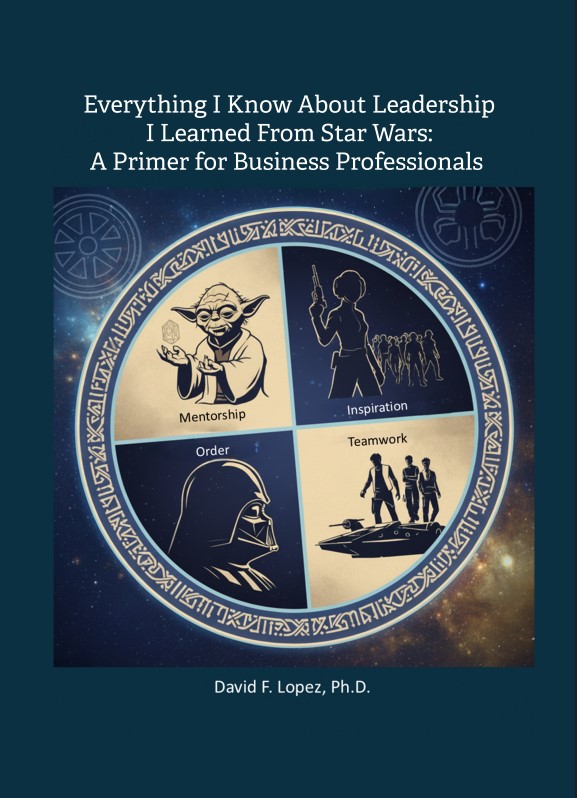 Everything I Know About Leadership
I Learned From Star Wars:
A Primer for Business Professionals
Mentorship
Inspiration
Order
Teamwork
David F. Lopez, Ph.D.